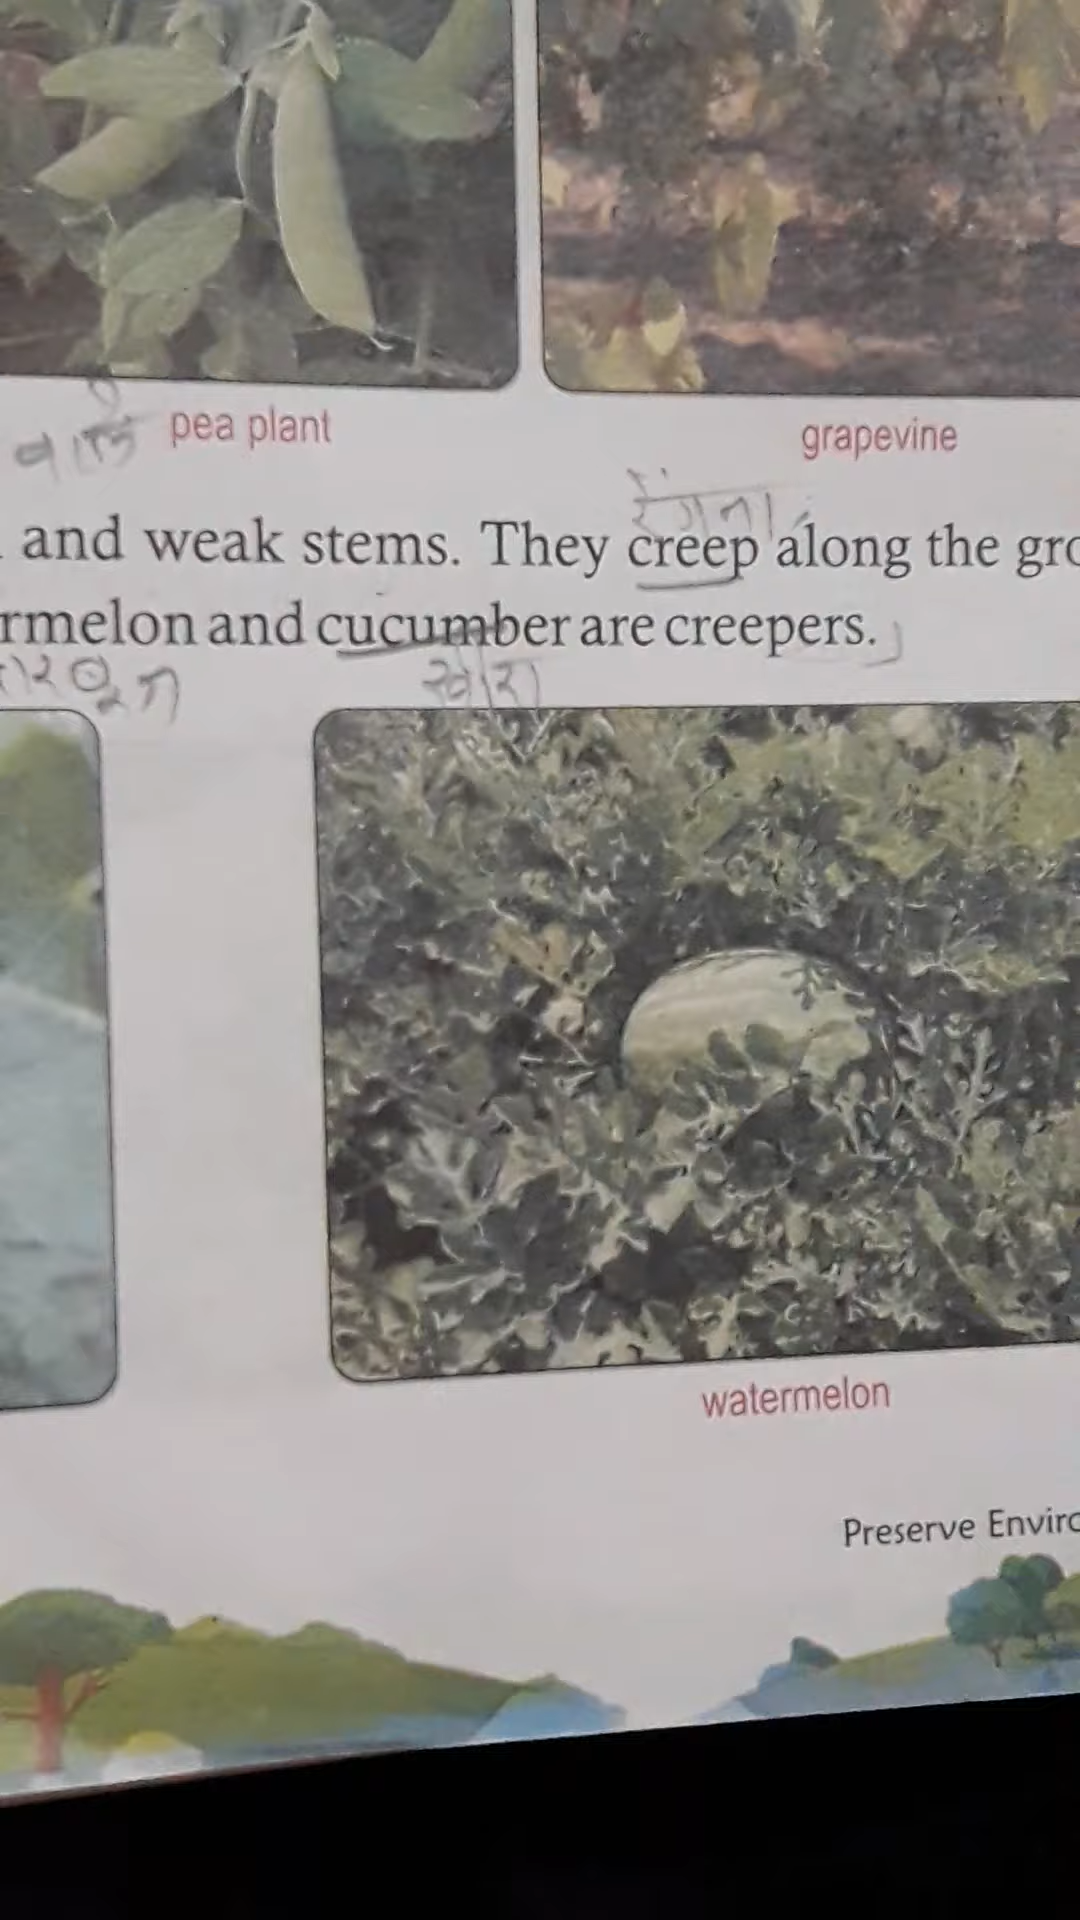 pea plant
grapevine
रेंगना
and weak stems. They creep along the gro
rmelon and cucumber are creepers.
खीरा
watermelon
Preserve Enviro